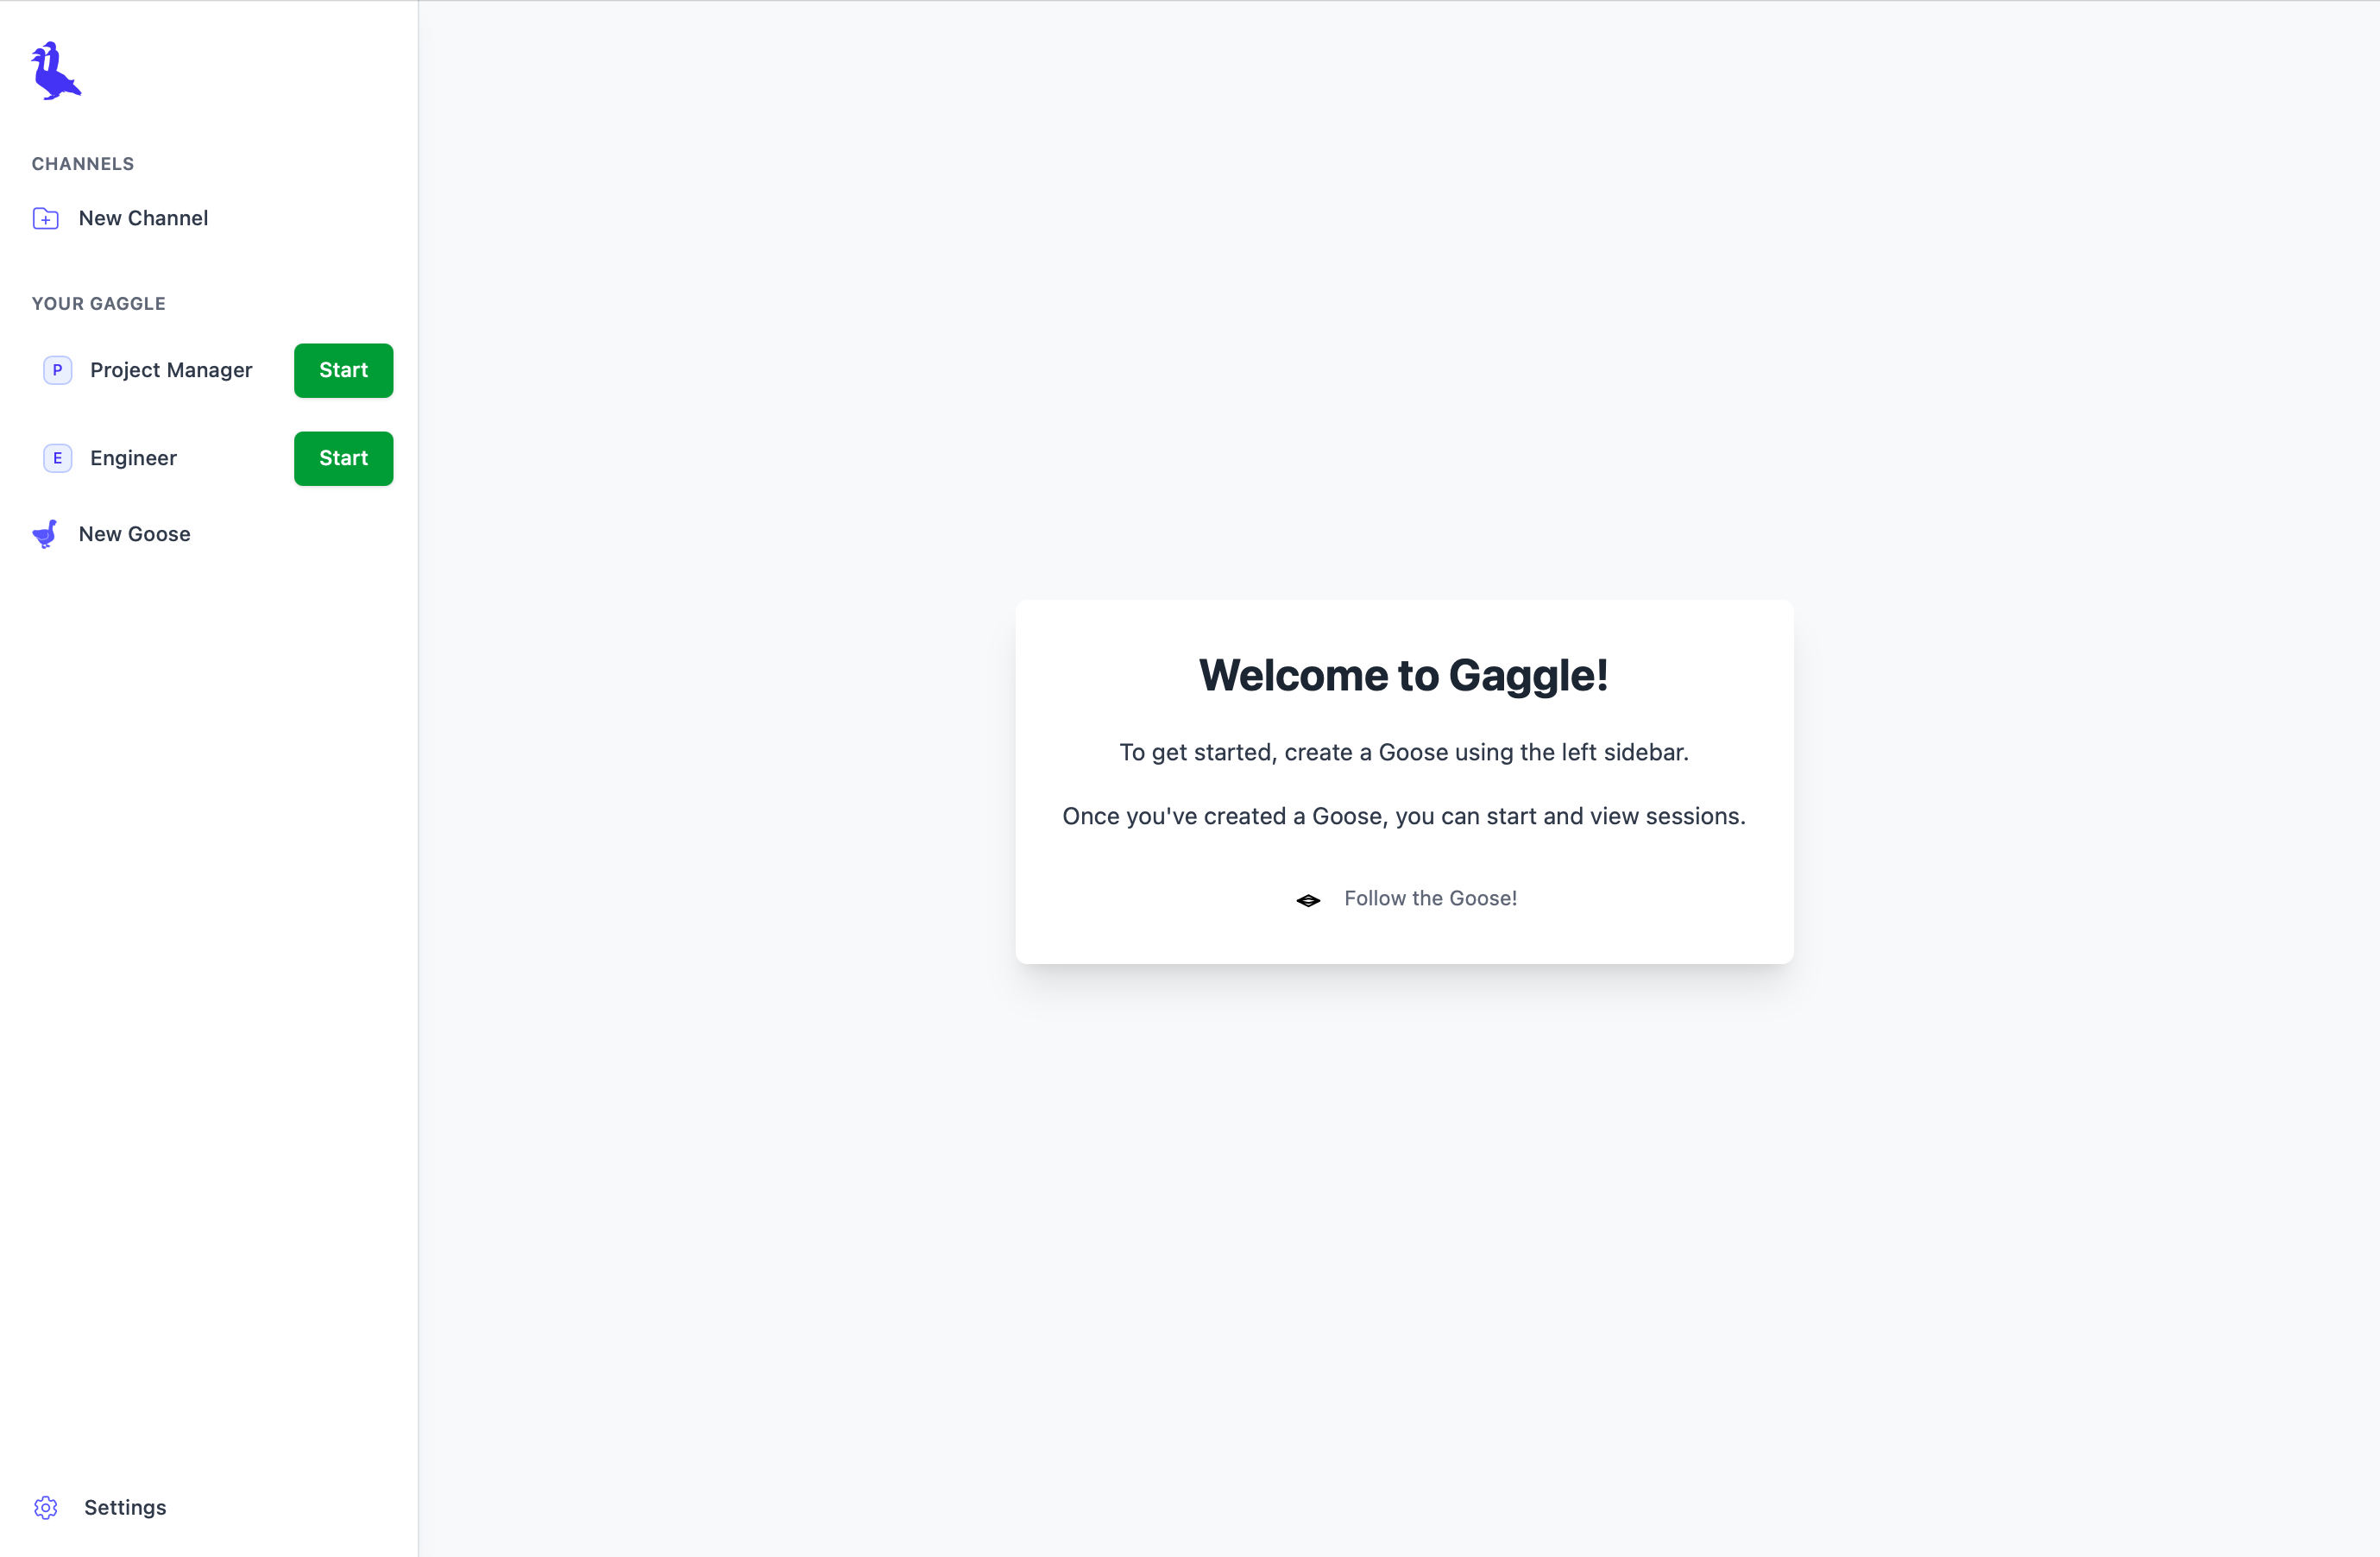 CHANNELS
New Channel
YOUR GAGGLE
P Project Manager Start
E Engineer Start
New Goose
Settings
Welcome to Gaggle!
To get started, create a Goose using the left sidebar.
Once you've created a Goose, you can start and view sessions.
Follow the Goose!